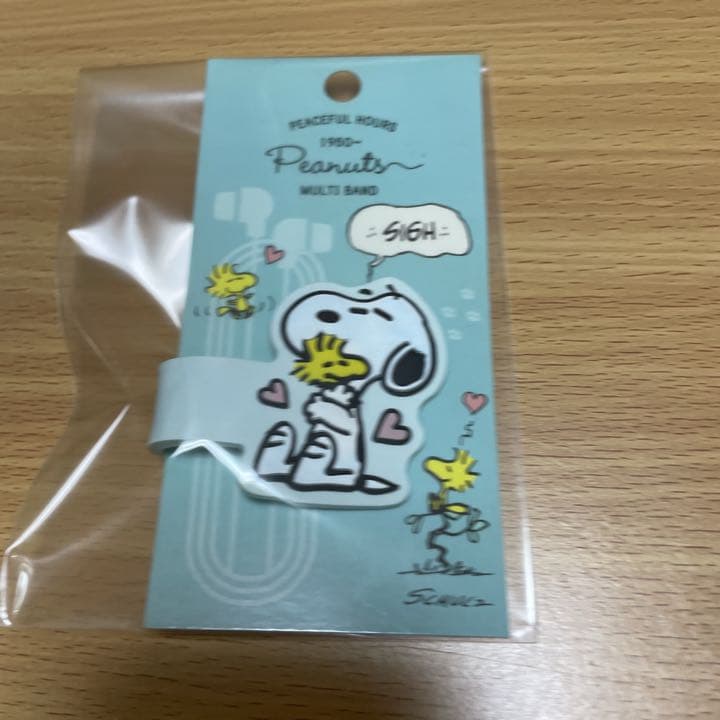 PEACEFUL HOURS
1950~
Peanuts
MULTI BAND
SIGH
SCHULZ